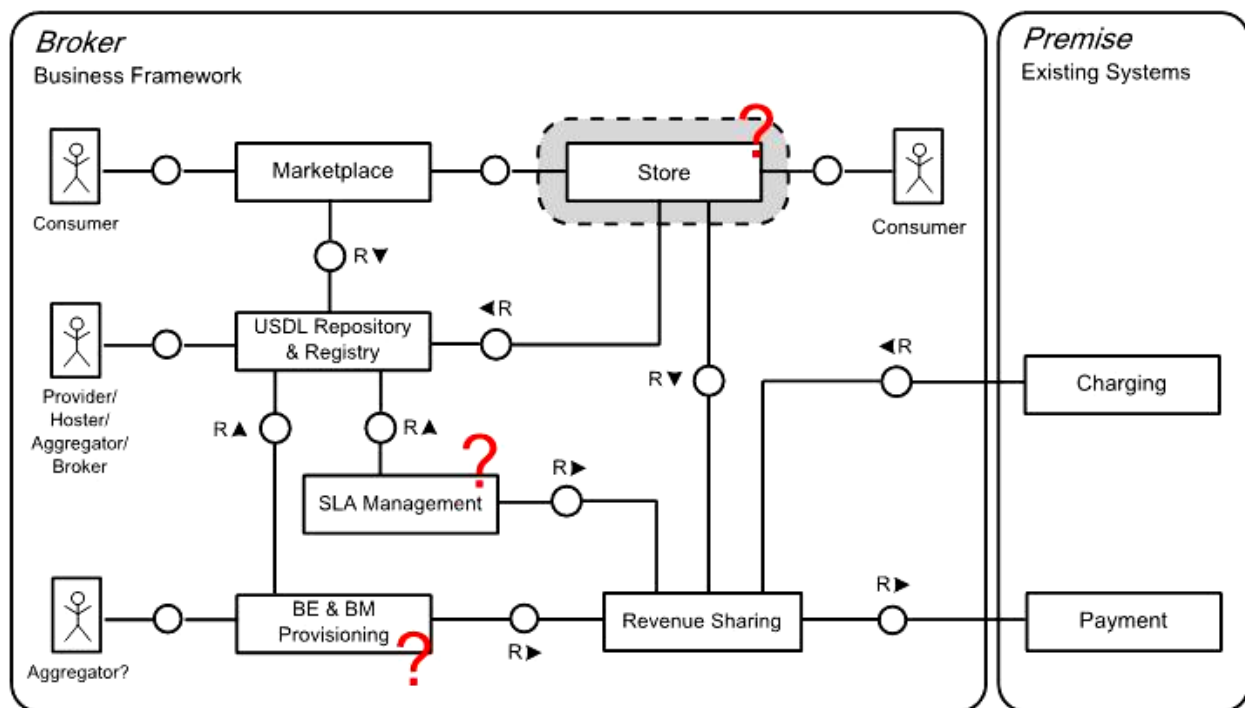 Broker
Business Framework
Premise
Existing Systems
?
Marketplace
Store
Consumer
Consumer
R▼
USDL Repository
& Registry
◄R
Provider/
Hoster/
Aggregator/
Broker
R▼
◄R
Charging
R▲
R▲
?
SLA Management
R►
BE & BM
Provisioning
?
R►
Revenue Sharing
R►
Payment
Aggregator?